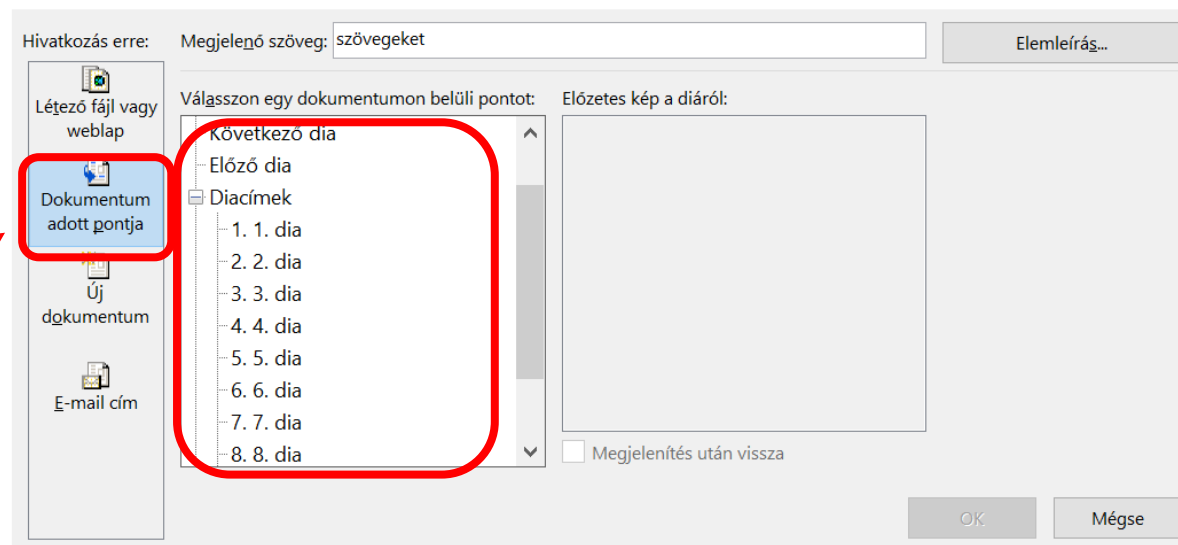 Hivatkozás erre:
Megjelenő szöveg: szövegeket
Elemleírás...
Létező fájl vagy
weblap
Dokumentum
adott pontja
Új
dokumentum
E-mail cím
Válasszon egy dokumentumon belüli pontot:
Következő dia
Előző dia
Diacímek
1. 1. dia
2. 2. dia
3. 3. dia
4. 4. dia
5. 5. dia
6. 6. dia
7. 7. dia
8. 8. dia
Előzetes kép a diáról:
Megjelenítés után vissza
OK
Mégse